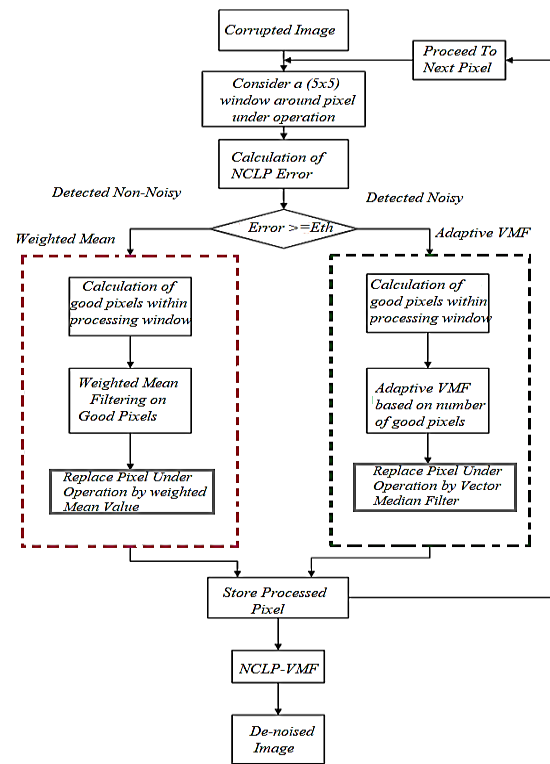 Corrupted Image
Proceed To
Next Pixel
Consider a (5x5)
window around pixel
under operation
Calculation of
NCLP Error
Detected Non-Noisy
Detected Noisy
Error >=Eth
Weighted Mean
Adaptive VMF
Calculation of
good pixels within
processing window
Weighted Mean
Filtering on
Good Pixels
Replace Pixel Under
Operation by weighted
Mean Value
Calculation of
good pixels within
processing window
Adaptive VMF
based on number
of good pixels
Replace Pixel Under
Operation by Vector
Median Filter
Store Processed
Pixel
NCLP-VMF
De-noised
Image